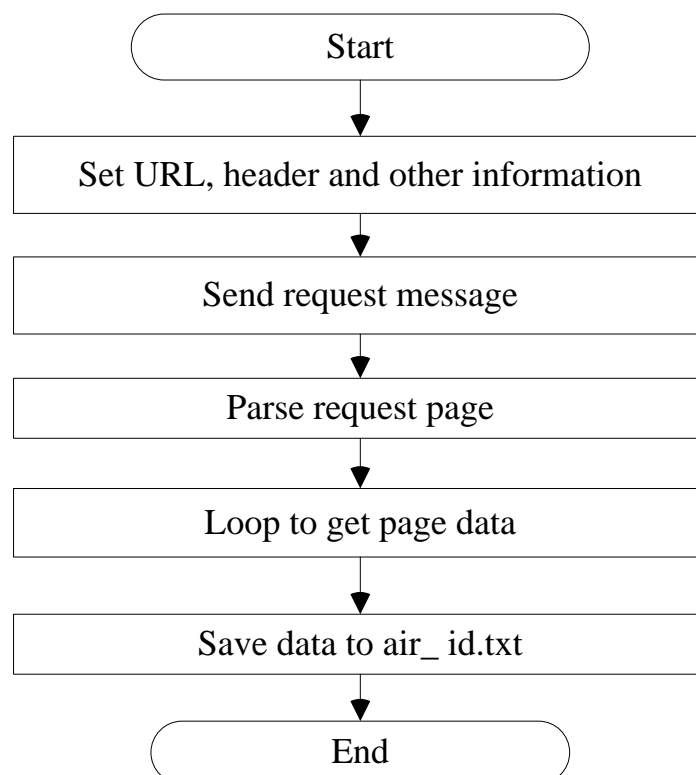 Start
Set URL, header and other information
Send request message
Parse request page
Loop to get page data
Save data to air_ id.txt
End